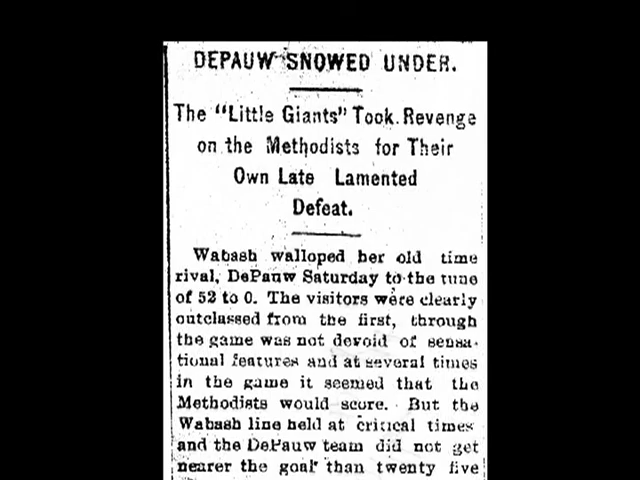 DEPAUW SNOWED UNDER.
The "Little Giants" Took Revenge
on the Methodists for Their
Own Late Lamented
Defeat.
Wabash walloped her old time
rival, DePauw Saturday to the tune
of 52 to 0. The visitors were clearly
outclassed from the first, through
the game was not devoid of sensa-
tional features and at several times
in the game it seemed that the
Methodists would score. But the
Wabash line held at critical times
and the DePauw team did not get
nearer the goal than twenty five